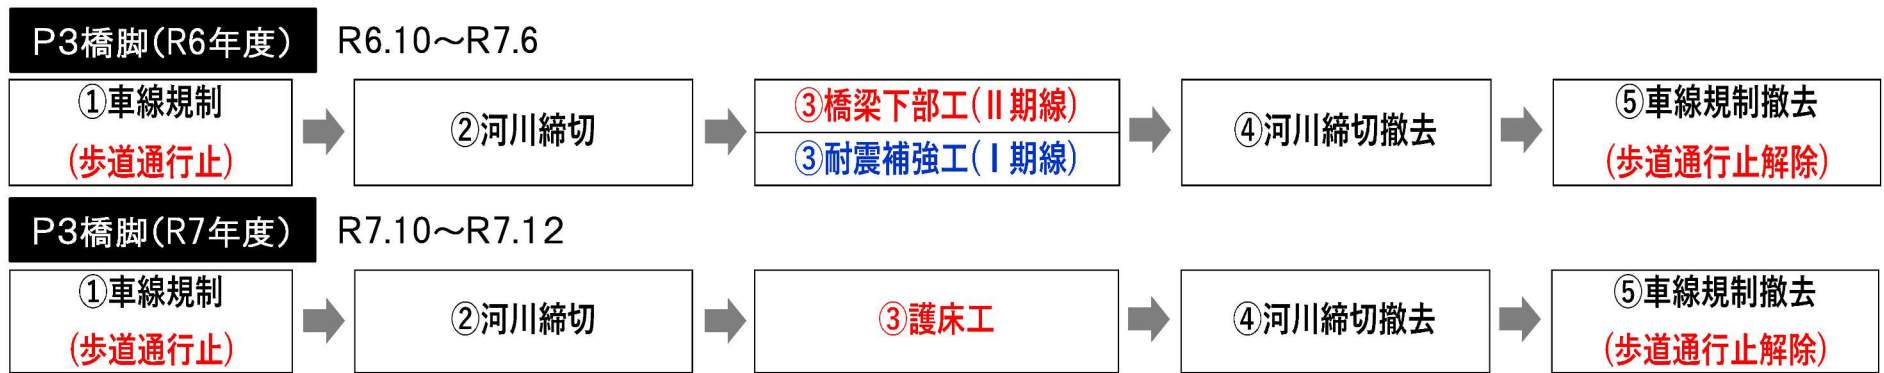 P3橋脚(R6年度) R6.10～R7.6
①車線規制
(歩道通行止)
②河川締切
③橋梁下部工(Ⅱ期線)
③耐震補強工(Ⅰ期線)
④河川締切撤去
⑤車線規制撤去
(歩道通行止解除)
P3橋脚(R7年度) R7.10～R7.12
①車線規制
(歩道通行止)
②河川締切
③護床工
④河川締切撤去
⑤車線規制撤去
(歩道通行止解除)